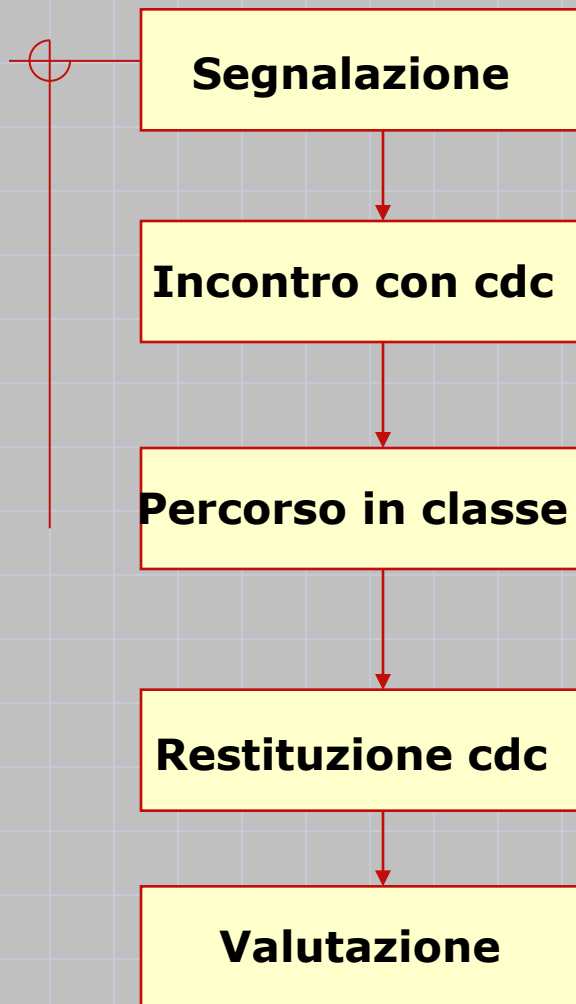 Segnalazione
Incontro con cdc
Percorso in classe
Restituzione cdc
Valutazione